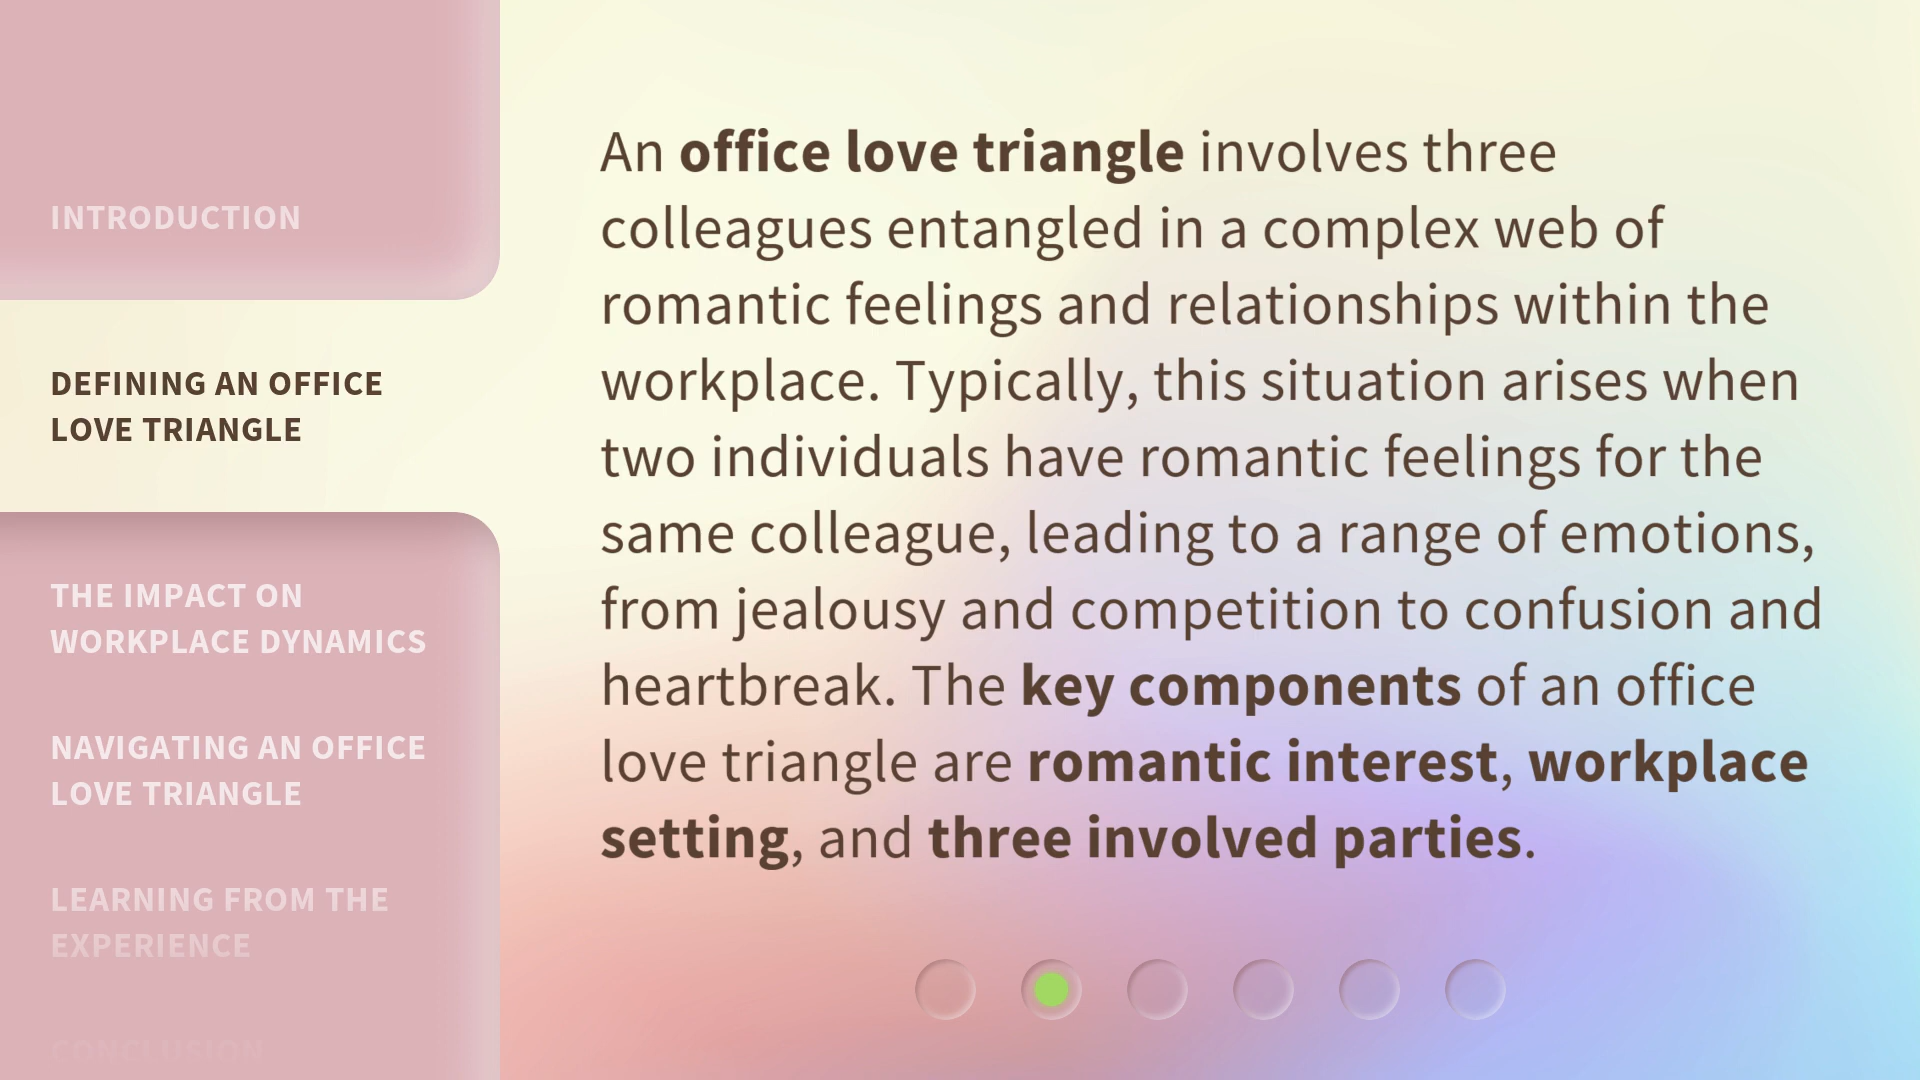 INTRODUCTION
DEFINING AN OFFICE
LOVE TRIANGLE
THE IMPACT ON
WORKPLACE DYNAMICS
NAVIGATING AN OFFICE
LOVE TRIANGLE
LEARNING FROM THE
EXPERIENCE
CONCLUSION
An office love triangle involves three
colleagues entangled in a complex web of
romantic feelings and relationships within the
workplace. Typically, this situation arises when
two individuals have romantic feelings for the
same colleague, leading to a range of emotions,
from jealousy and competition to confusion and
heartbreak. The key components of an office
love triangle are romantic interest, workplace
setting, and three involved parties.